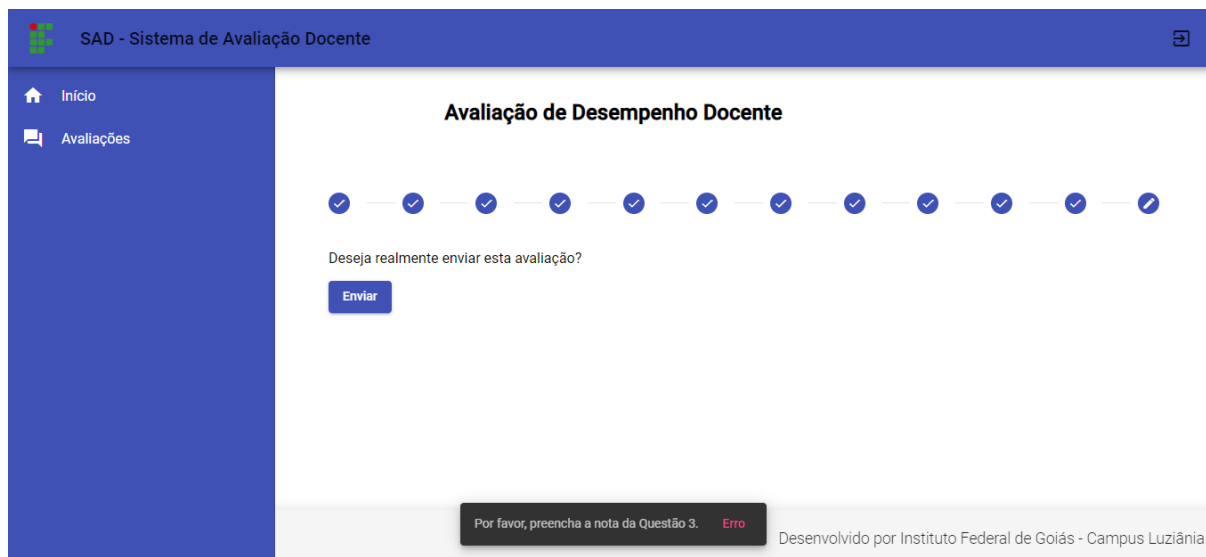 SAD - Sistema de Avaliação Docente
Início
Avaliações
Avaliação de Desempenho Docente
Deseja realmente enviar esta avaliação?
Enviar
Por favor, preencha a nota da Questão 3. Erro
Desenvolvido por Instituto Federal de Goiás - Campus Luziânia